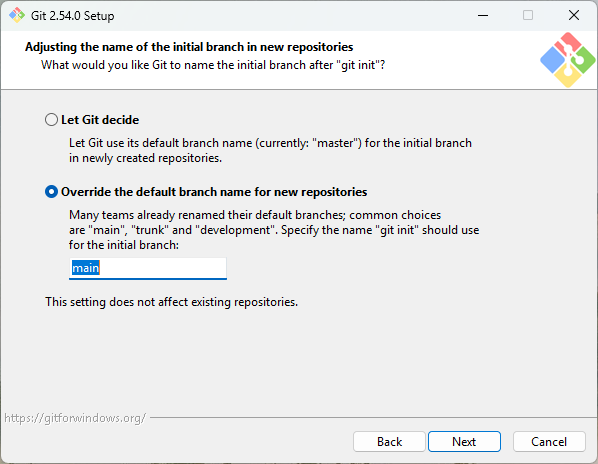 Git 2.54.0 Setup
Adjusting the name of the initial branch in new repositories
What would you like Git to name the initial branch after "git init"?
Let Git decide
Let Git use its default branch name (currently: "master") for the initial branch
in newly created repositories.
Override the default branch name for new repositories
Many teams already renamed their default branches; common choices
are "main", "trunk" and "development". Specify the name "git init" should use
for the initial branch:
main
This setting does not affect existing repositories.
https://gitforwindows.org/
Back
Next
Cancel